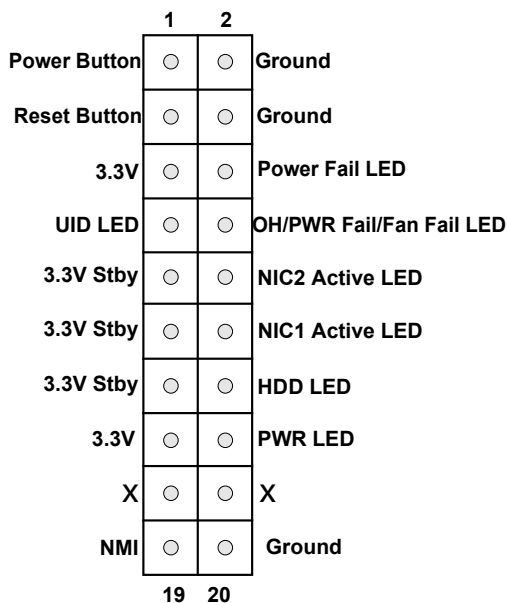 1 2
Power Button Ground
Reset Button Ground
3.3V Power Fail LED
UID LED OH/PWR Fail/Fan Fail LED
3.3V Stby NIC2 Active LED
3.3V Stby NIC1 Active LED
3.3V Stby HDD LED
3.3V PWR LED
X X
NMI Ground
19 20